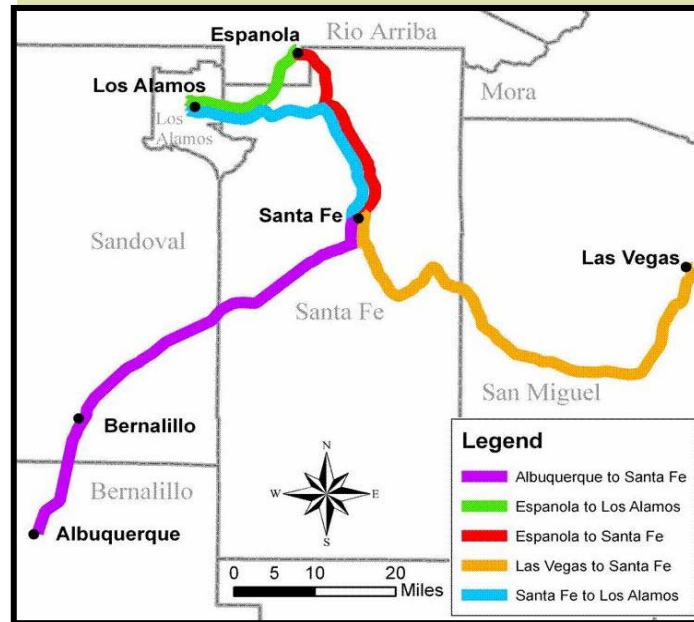 Espanola
Rio Arriba
Los Alamos
Mora
Los
Alamos
Santa Fe
Sandoval
Las Vegas
Santa Fe
San Miguel
Bernalillo
Legend
N
Bernalillo
W
E
Albuquerque to Santa Fe
Espanola to Los Alamos
Albuquerque
S
Espanola to Santa Fe
0 10 20
Miles
Las Vegas to Santa Fe
Santa Fe to Los Alamos